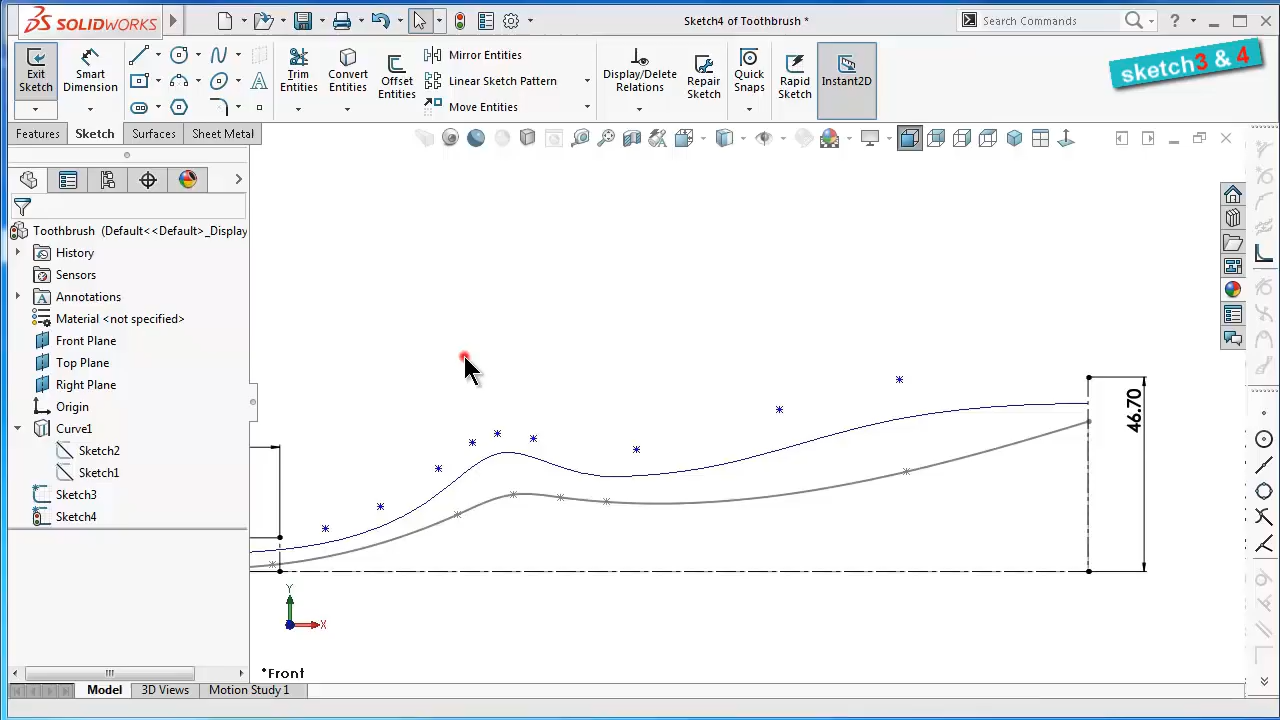 SOLIDWORKS
Sketch4 of Toothbrush *
Search Commands
Exit
Sketch
Smart
Dimension
Trim
Entities
Convert
Entities
Offset
Entities
Mirror Entities
Linear Sketch Pattern
Move Entities
Display/Delete
Relations
Repair
Sketch
Quick
Snaps
Rapid
Sketch
Instant2D
sketch3 & 4
Features
Sketch
Surfaces
Sheet Metal
Toothbrush (Default<<Default>_Display
History
Sensors
Annotations
Material <not specified>
Front Plane
Top Plane
Right Plane
Origin
Curve1
Sketch2
Sketch1
Sketch3
Sketch4
46.70
Y
X
*Front
Model
3D Views
Motion Study 1